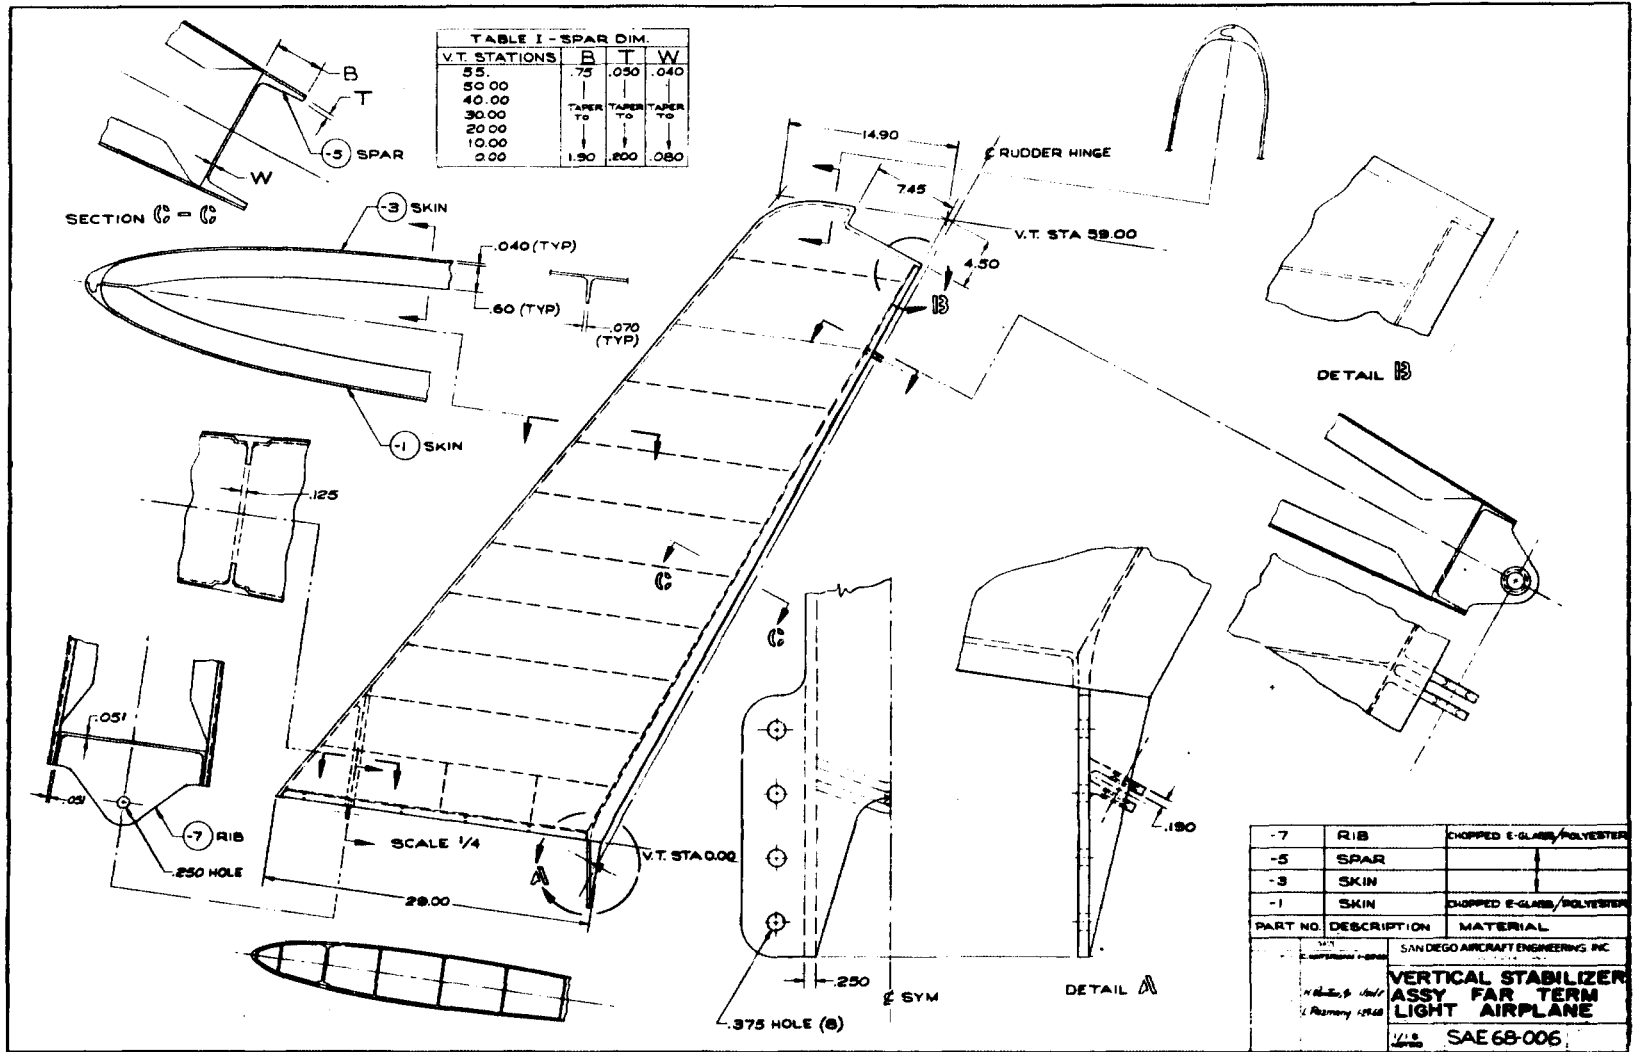 TABLE I - SPAR DIM.
V.T. STATIONS B T W
55. .75 .050 .040
50.00
40.00
30.00 TAPER TO TAPER TO TAPER TO
20.00
10.00
0.00 1.90 .200 .080
B
T
-5 SPAR
W
SECTION C - C
-3 SKIN
.040 (TYP)
.60 (TYP)
.070
(TYP)
-1 SKIN
.125
14.90
℄ RUDDER HINGE
7.45
V.T. STA 59.00
4.50
B
DETAIL B
C
C
.051
.051
-7 RIB
.250 HOLE
SCALE 1/4
V.T. STA 0.00
A
29.00
.250
℄ SYM
.375 HOLE (8)
.190
DETAIL A
-7 RIB CHOPPED E-GLASS/POLYESTER
-5 SPAR
-3 SKIN
-1 SKIN CHOPPED E-GLASS/POLYESTER
PART NO. DESCRIPTION MATERIAL
SAN DIEGO AIRCRAFT ENGINEERING INC
VERTICAL STABILIZER
ASSY FAR TERM
LIGHT AIRPLANE
SAE 68-006